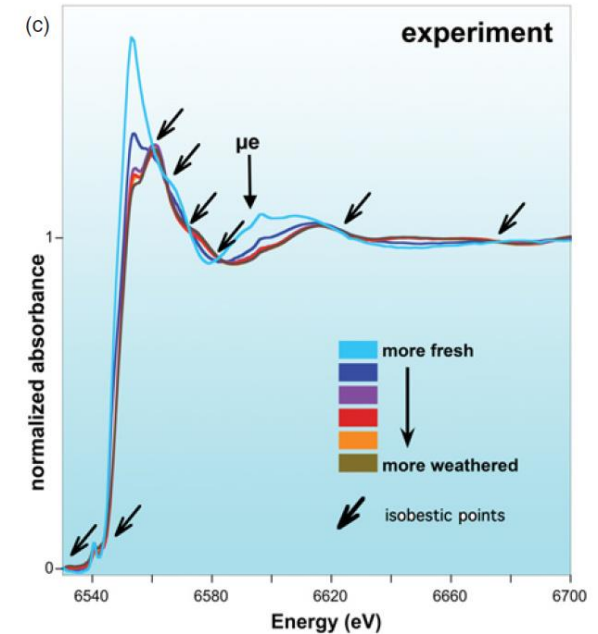 (c)
experiment
μe
1
normalized absorbance
more fresh
more weathered
isobestic points
0
6540 6580 6620 6660 6700
Energy (eV)